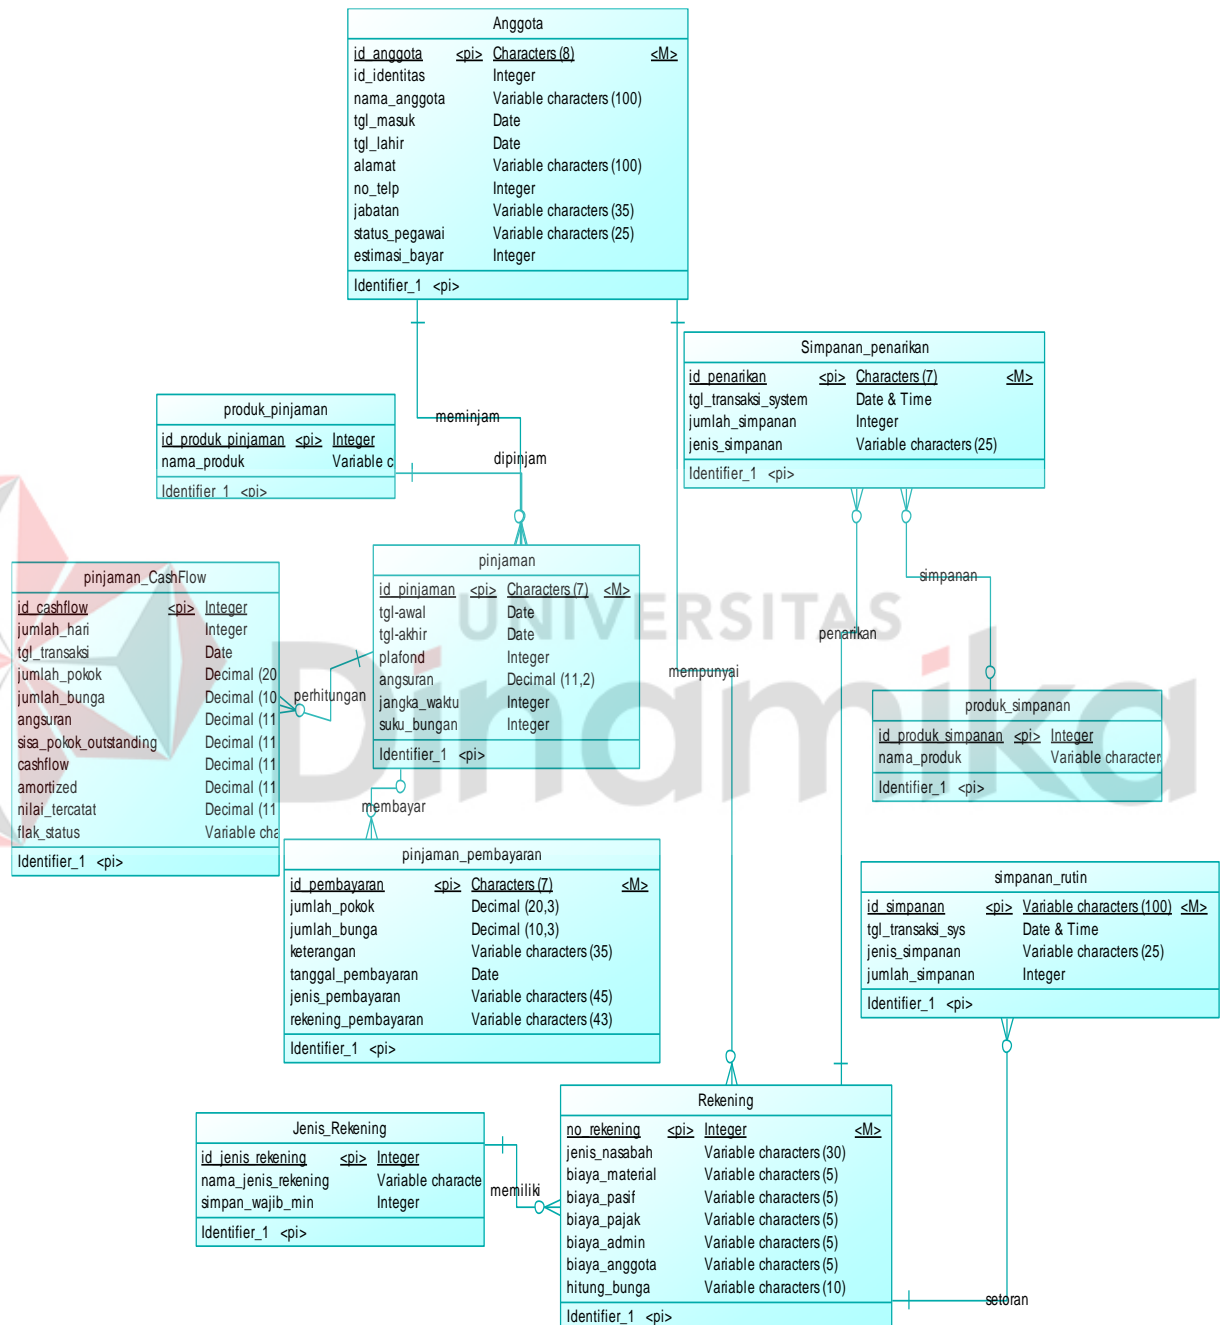 Anggota
id_anggota <pi> Characters (8) <M>
id_identitas Integer
nama_anggota Variable characters (100)
tgl_masuk Date
tgl_lahir Date
alamat Variable characters (100)
no_telp Integer
jabatan Variable characters (35)
status_pegawai Variable characters (25)
estimasi_bayar Integer
Identifier_1 <pi>
Simpanan_penarikan
id_penarikan <pi> Characters (7) <M>
tgl_transaksi_system Date & Time
jumlah_simpanan Integer
jenis_simpanan Variable characters (25)
Identifier_1 <pi>
produk_pinjaman
id_produk_pinjaman <pi> Integer
nama_produk Variable c
Identifier_1 <pi>
meminjam
dipinjam
pinjaman
id_pinjaman <pi> Characters (7) <M>
tgl-awal Date
tgl-akhir Date
plafond Integer
angsuran Decimal (11,2)
jangka_waktu Integer
suku_bungan Integer
Identifier_1 <pi>
pinjaman_CashFlow
id_cashflow <pi> Integer
jumlah_hari Integer
tgl_transaksi Date
jumlah_pokok Decimal (20
jumlah_bunga Decimal (10
angsuran Decimal (11
sisa_pokok_outstanding Decimal (11
cashflow Decimal (11
amortized Decimal (11
nilai_tercatat Decimal (11
flak_status Variable cha
Identifier_1 <pi>
perhitungan
simpanan
penarikan
mempunyai
UNIVERSITAS
Dinamika
produk_simpanan
id_produk_simpanan <pi> Integer
nama_produk Variable character
Identifier_1 <pi>
membayar
pinjaman_pembayaran
id_pembayaran <pi> Characters (7) <M>
jumlah_pokok Decimal (20,3)
jumlah_bunga Decimal (10,3)
keterangan Variable characters (35)
tanggal_pembayaran Date
jenis_pembayaran Variable characters (45)
rekening_pembayaran Variable characters (43)
Identifier_1 <pi>
simpanan_rutin
id_simpanan <pi> Variable characters (100) <M>
tgl_transaksi_sys Date & Time
jenis_simpanan Variable characters (25)
jumlah_simpanan Integer
Identifier_1 <pi>
Jenis_Rekening
id_jenis_rekening <pi> Integer
nama_jenis_rekening Variable characte
simpan_wajib_min Integer
Identifier_1 <pi>
memiliki
Rekening
no_rekening <pi> Integer <M>
jenis_nasabah Variable characters (30)
biaya_material Variable characters (5)
biaya_pasif Variable characters (5)
biaya_pajak Variable characters (5)
biaya_admin Variable characters (5)
biaya_anggota Variable characters (5)
hitung_bunga Variable characters (10)
Identifier_1 <pi>
setoran